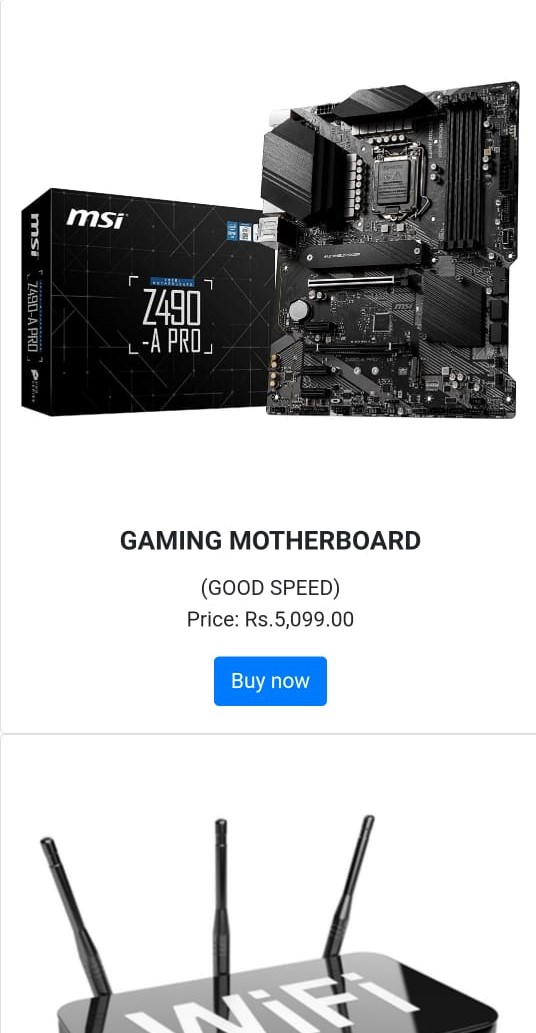 msi
msi
Z490-A PRO
Z490
-A PRO
GAMING MOTHERBOARD
(GOOD SPEED)
Price: Rs.5,099.00
Buy now
WiFi